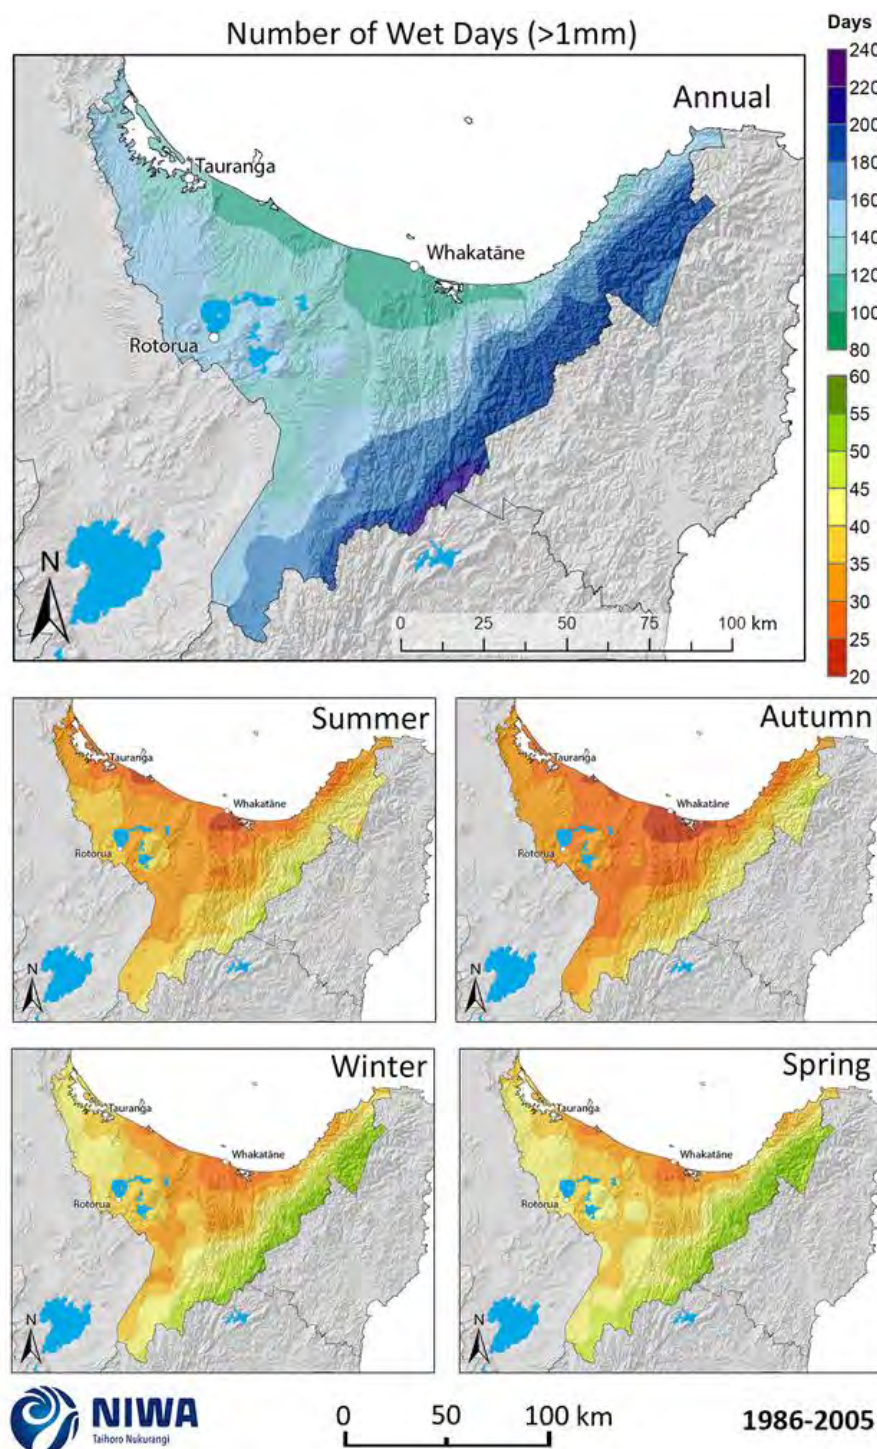 Number of Wet Days (>1mm)
Days
240
220
200
180
160
140
120
100
80
60
55
50
45
40
35
30
25
20
Annual
Tauranga
Whakatāne
Rotorua
N
0 25 50 75 100 km
Summer
Tauranga
Whakatāne
Rotorua
N
Autumn
Tauranga
Whakatāne
Rotorua
N
Winter
Tauranga
Whakatāne
Rotorua
N
Spring
Tauranga
Whakatāne
Rotorua
N
NIWA
Taihoro Nukurangi
0 50 100 km
1986-2005